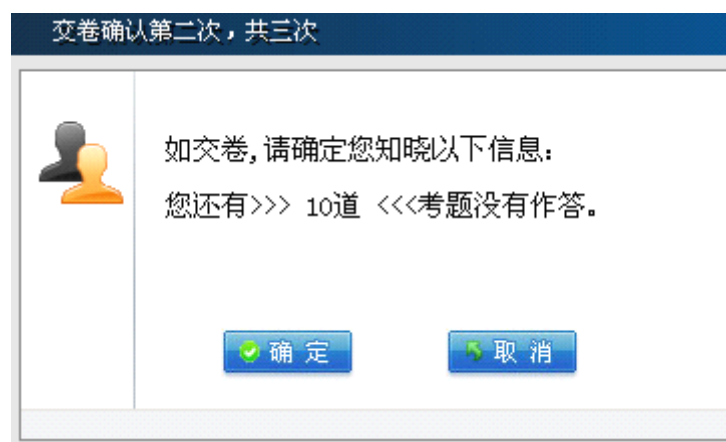 交卷确认第二次，共三次
如交卷,请确定您知晓以下信息：
您还有>>> 10道 <<<考题没有作答。
确 定
取 消